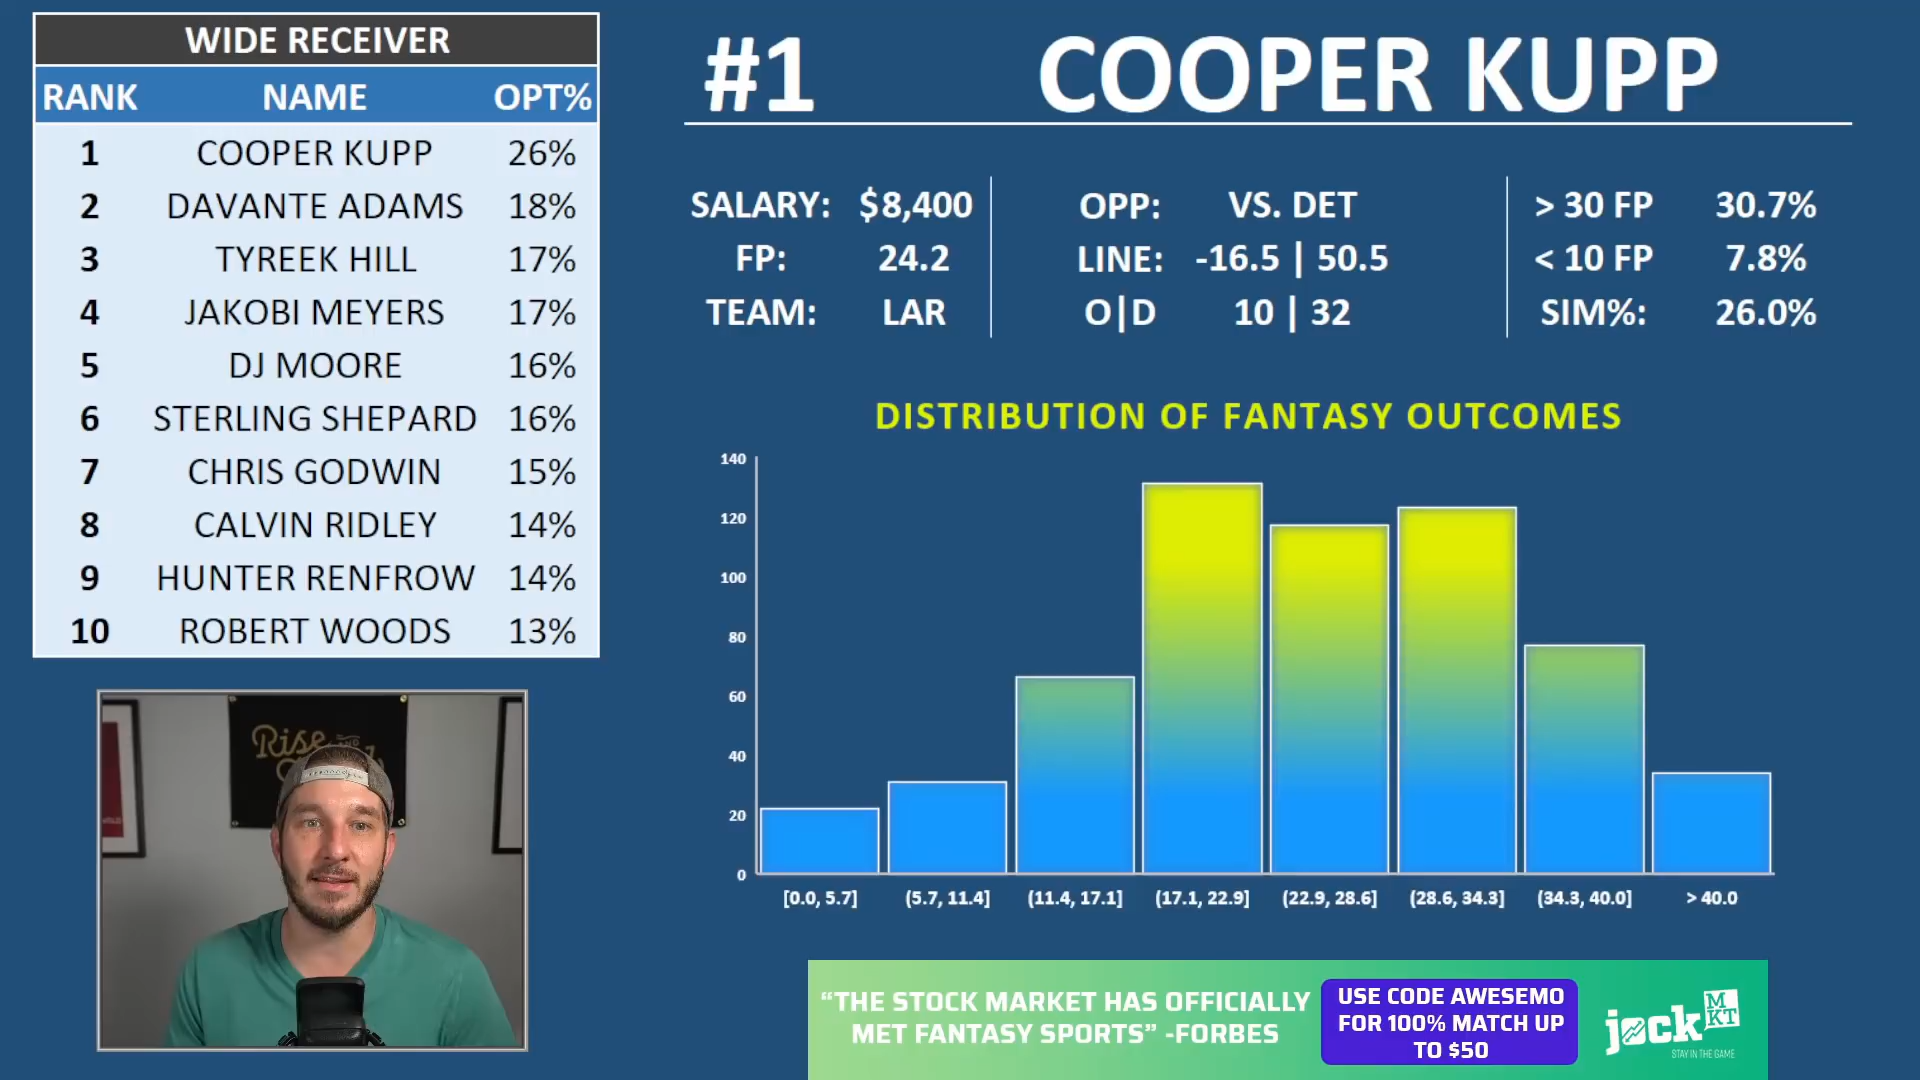 WIDE RECEIVER
RANK NAME OPT%
1 COOPER KUPP 26%
2 DAVANTE ADAMS 18%
3 TYREEK HILL 17%
4 JAKOBI MEYERS 17%
5 DJ MOORE 16%
6 STERLING SHEPARD 16%
7 CHRIS GODWIN 15%
8 CALVIN RIDLEY 14%
9 HUNTER RENFROW 14%
10 ROBERT WOODS 13%
#1 COOPER KUPP
SALARY: $8,400 OPP: VS. DET > 30 FP 30.7%
FP: 24.2 LINE: -16.5 | 50.5 < 10 FP 7.8%
TEAM: LAR O|D 10 | 32 SIM%: 26.0%
DISTRIBUTION OF FANTASY OUTCOMES
140
120
100
80
60
40
20
0
[0.0, 5.7] (5.7, 11.4] (11.4, 17.1] (17.1, 22.9] (22.9, 28.6] (28.6, 34.3] (34.3, 40.0] > 40.0
Rise
“THE STOCK MARKET HAS OFFICIALLY
MET FANTASY SPORTS” -FORBES
USE CODE AWESEMO
FOR 100% MATCH UP
TO $50
jock MKT
STAY IN THE GAME